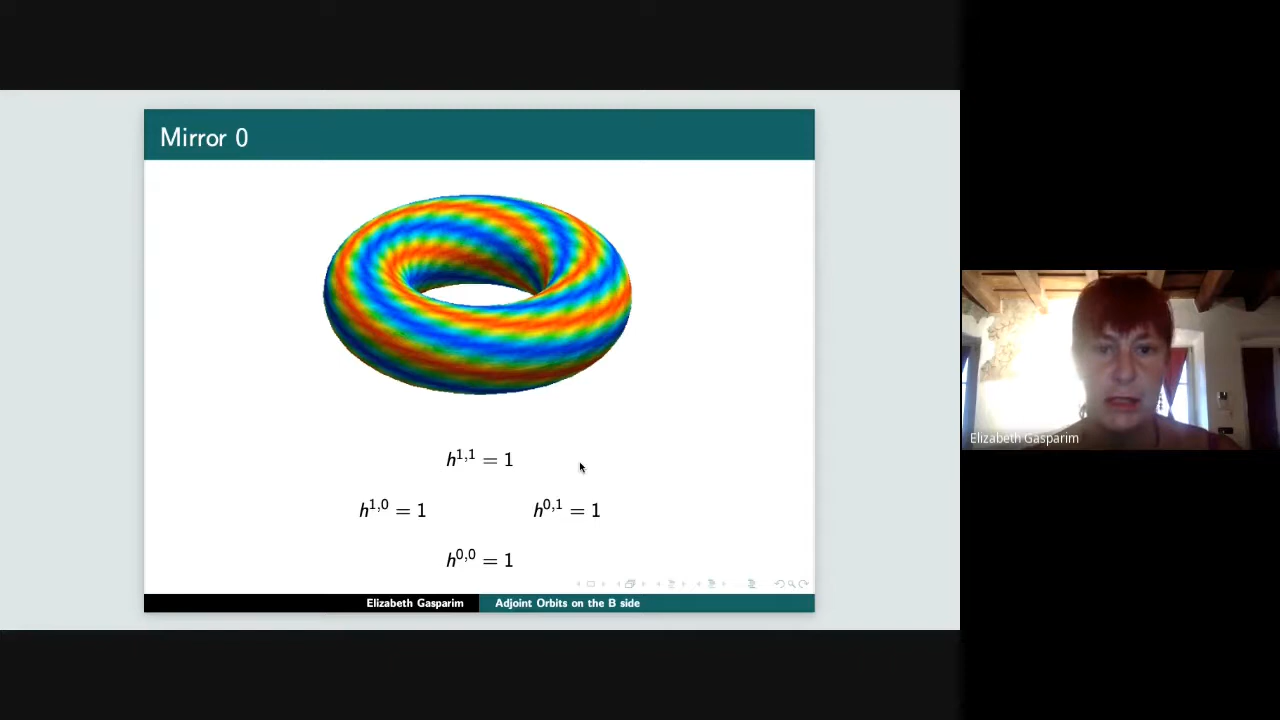 Mirror 0
h^{1,1} = 1
h^{1,0} = 1 h^{0,1} = 1
h^{0,0} = 1
Elizabeth Gasparim Adjoint Orbits on the B side
Elizabeth Gasparim